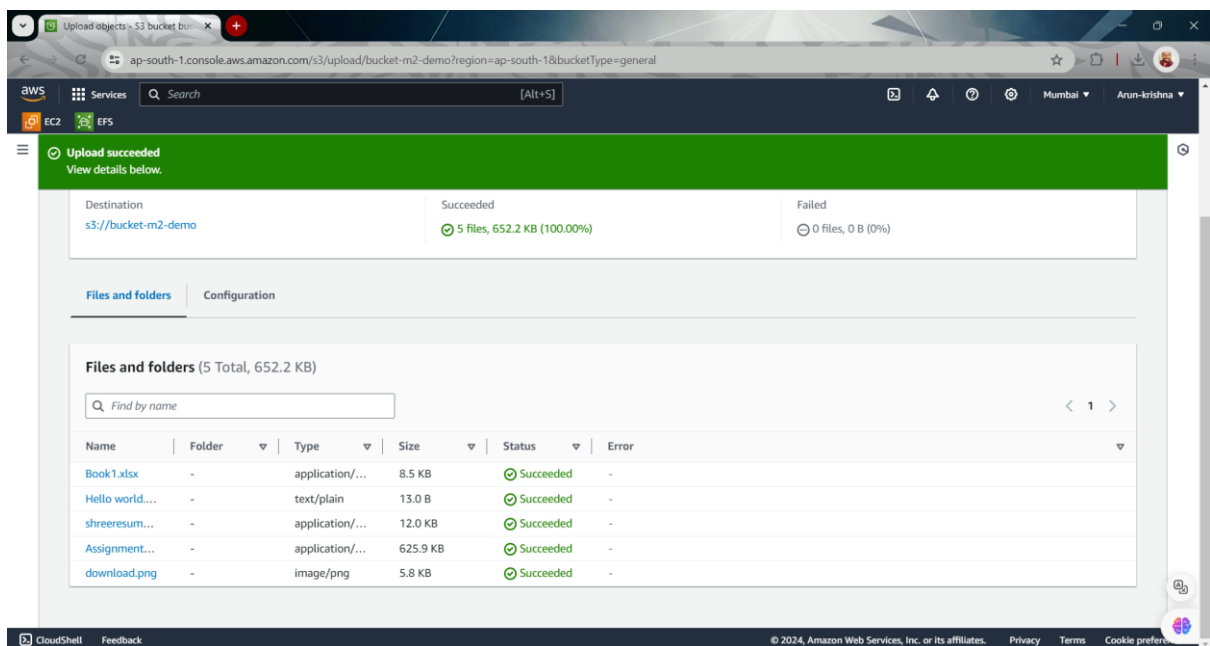 Upload objects - S3 bucket buc
ap-south-1.console.aws.amazon.com/s3/upload/bucket-m2-demo?region=ap-south-1&bucketType=general
aws Services Search [Alt+S] Mumbai Arun-krishna
EC2 EFS
Upload succeeded
View details below.
Destination Succeeded Failed
s3://bucket-m2-demo 5 files, 652.2 KB (100.00%) 0 files, 0 B (0%)
Files and folders Configuration
Files and folders (5 Total, 652.2 KB)
Find by name 1
Name Folder Type Size Status Error
Book1.xlsx - application/... 8.5 KB Succeeded -
Hello world.... - text/plain 13.0 B Succeeded -
shreeresum... - application/... 12.0 KB Succeeded -
Assignment... - application/... 625.9 KB Succeeded -
download.png - image/png 5.8 KB Succeeded -
CloudShell Feedback © 2024, Amazon Web Services, Inc. or its affiliates. Privacy Terms Cookie prefere